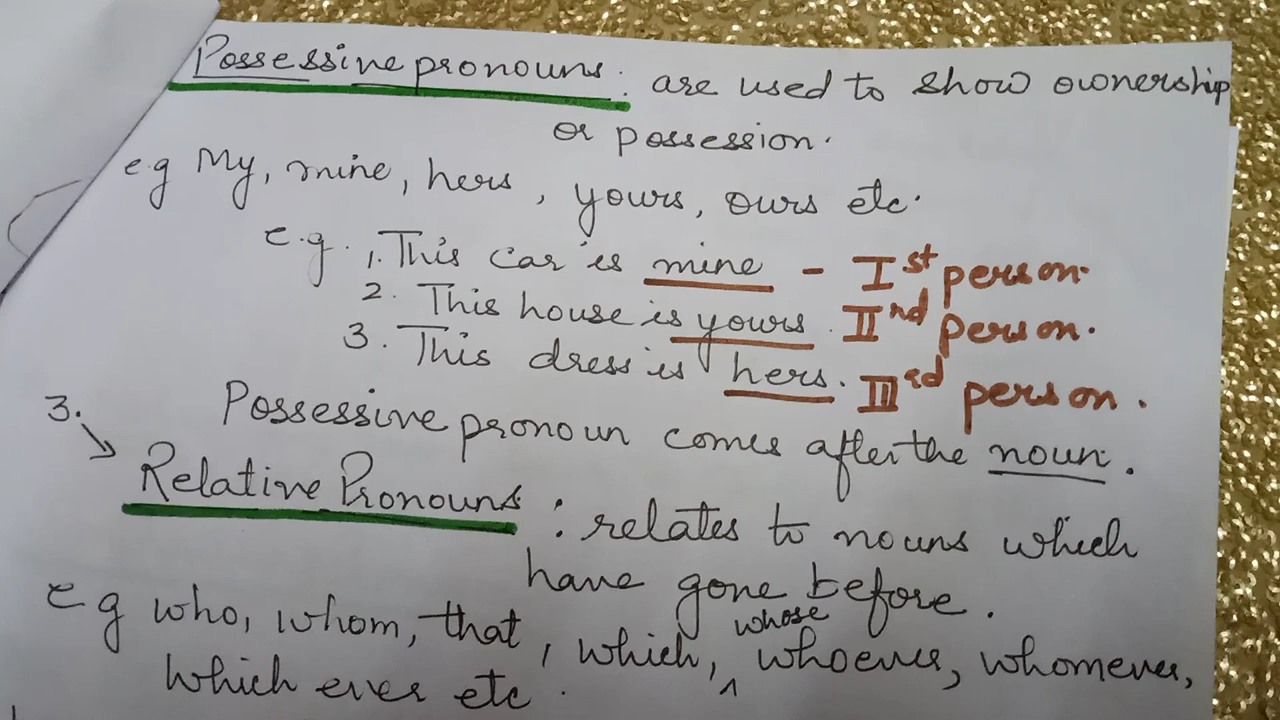 Possessive pronouns : are used to show ownership
or possession.
e.g My, mine, hers, yours, ours etc.
e.g. 1. This car is mine - Ist person.
2. This house is yours. IInd person.
3. This dress is hers. IIIrd person.
Possessive pronoun comes after the noun.
3.
Relative Pronouns : relates to nouns which
have gone before.
e g who, whom, that, which, whose whoever, whomever,
which ever etc.